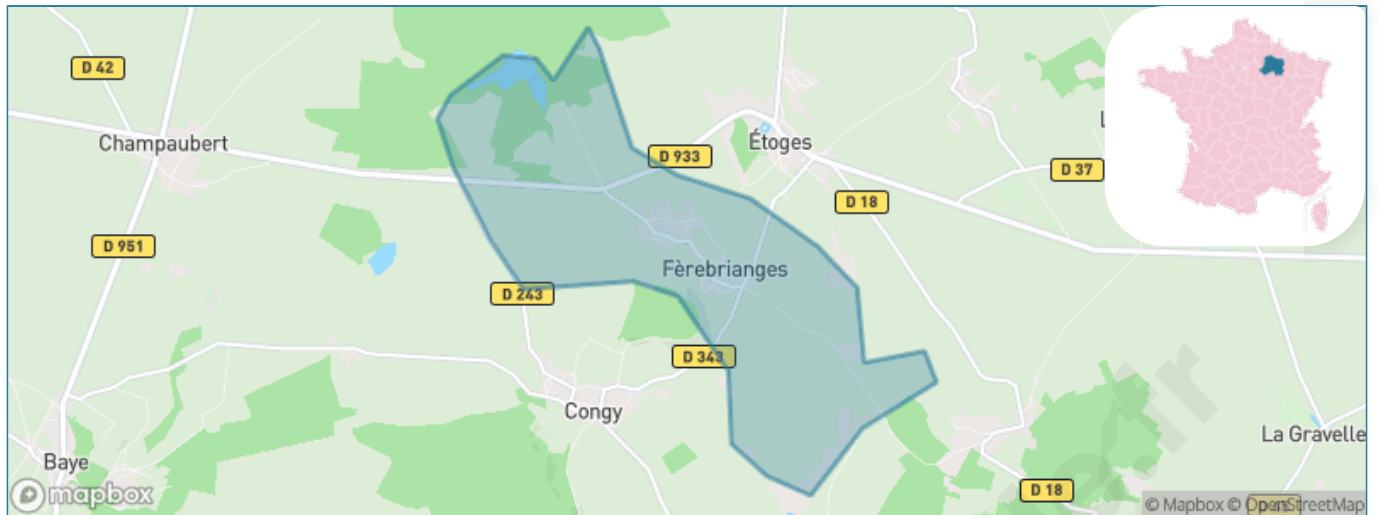 D 42
Champaubert
D 933
Étoges
D 37
L
D 18
D 951
Fèrebrianges
D 243
D 343
Congy
La Gravelle
Baye
D 18
mapbox
© Mapbox © OpenStreetMap